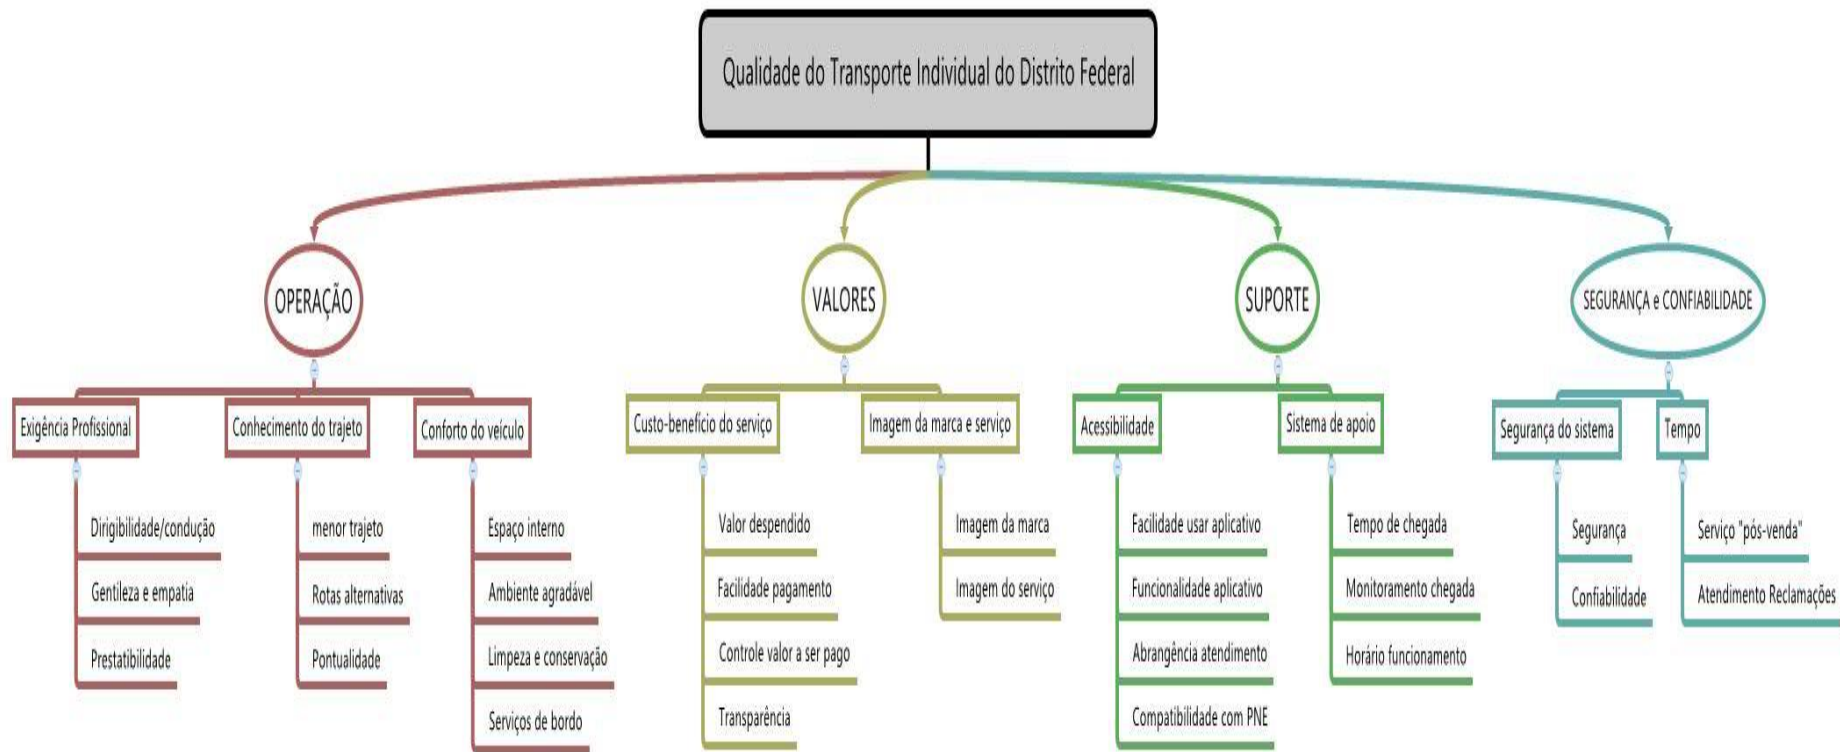 Qualidade do Transporte Individual do Distrito Federal
OPERAÇÃO
VALORES
SUPORTE
SEGURANÇA e CONFIABILIDADE
Exigência Profissional
Conhecimento do trajeto
Conforto do veículo
Custo-benefício do serviço
Imagem da marca e serviço
Acessibilidade
Sistema de apoio
Segurança do sistema
Tempo
Dirigibilidade/condução
Gentileza e empatia
Prestatibilidade
menor trajeto
Rotas alternativas
Pontualidade
Espaço interno
Ambiente agradável
Limpeza e conservação
Serviços de bordo
Valor despendido
Facilidade pagamento
Controle valor a ser pago
Transparência
Imagem da marca
Imagem do serviço
Facilidade usar aplicativo
Funcionalidade aplicativo
Abrangência atendimento
Compatibilidade com PNE
Tempo de chegada
Monitoramento chegada
Horário funcionamento
Segurança
Confiabilidade
Serviço "pós-venda"
Atendimento Reclamações